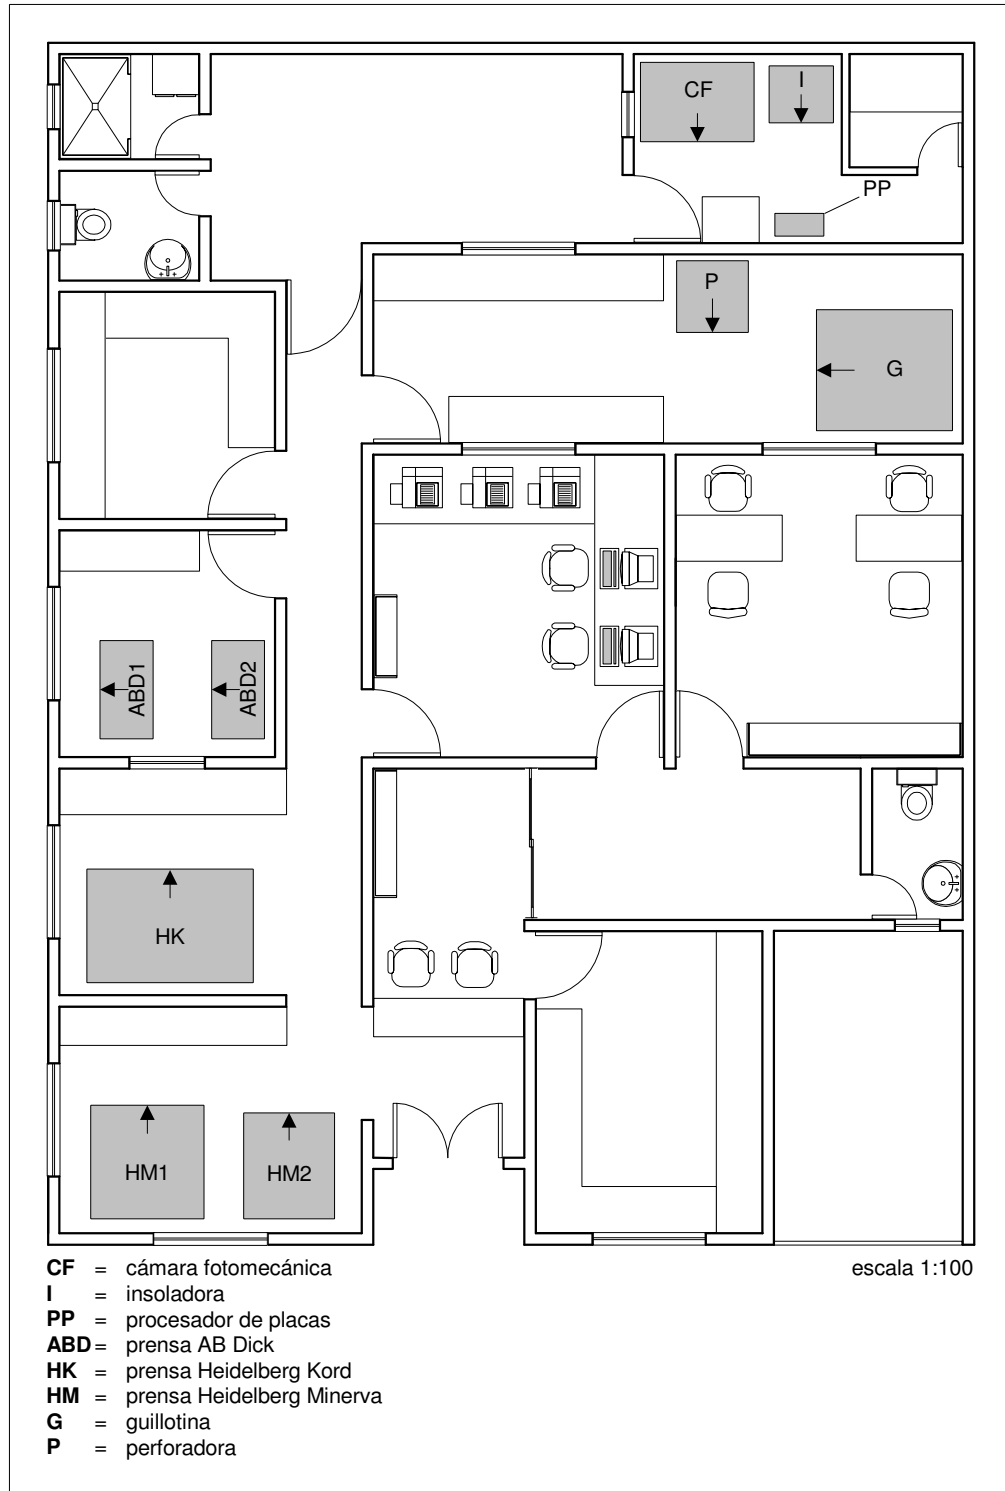 CF
I
PP
P
G
ABD1
ABD2
HK
HM1
HM2
escala 1:100
CF = cámara fotomecánica
I = insoladora
PP = procesador de placas
ABD = prensa AB Dick
HK = prensa Heidelberg Kord
HM = prensa Heidelberg Minerva
G = guillotina
P = perforadora